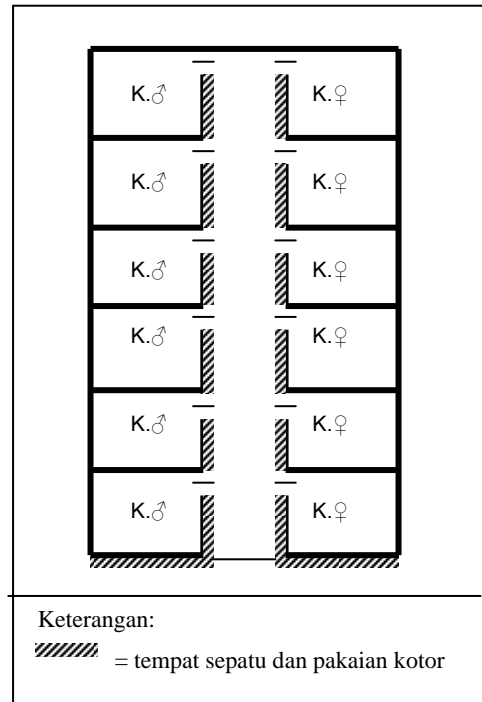 K.♂ K.♀
K.♂ K.♀
K.♂ K.♀
K.♂ K.♀
K.♂ K.♀
K.♂ K.♀
Keterangan:
= tempat sepatu dan pakaian kotor